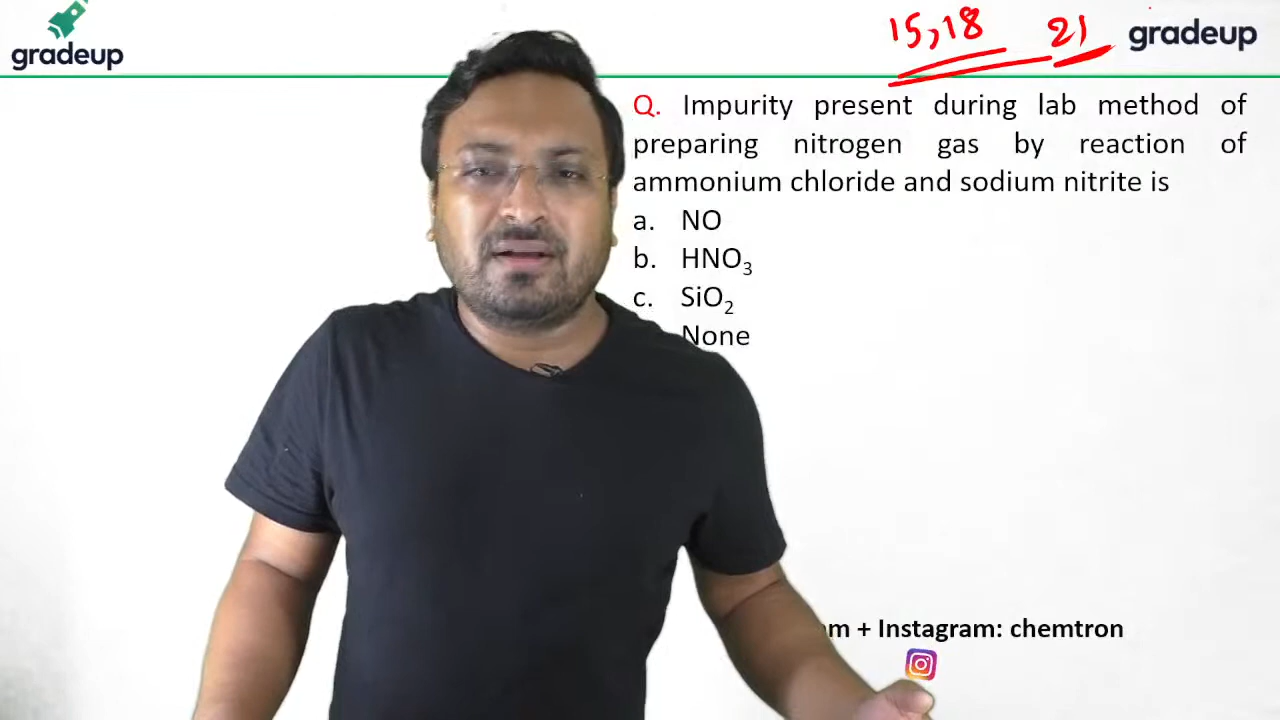 gradeup
15,18 21
gradeup
Q. Impurity present during lab method of
preparing nitrogen gas by reaction of
ammonium chloride and sodium nitrite is
a. NO
b. HNO₃
c. SiO₂
None
+ Instagram: chemtron